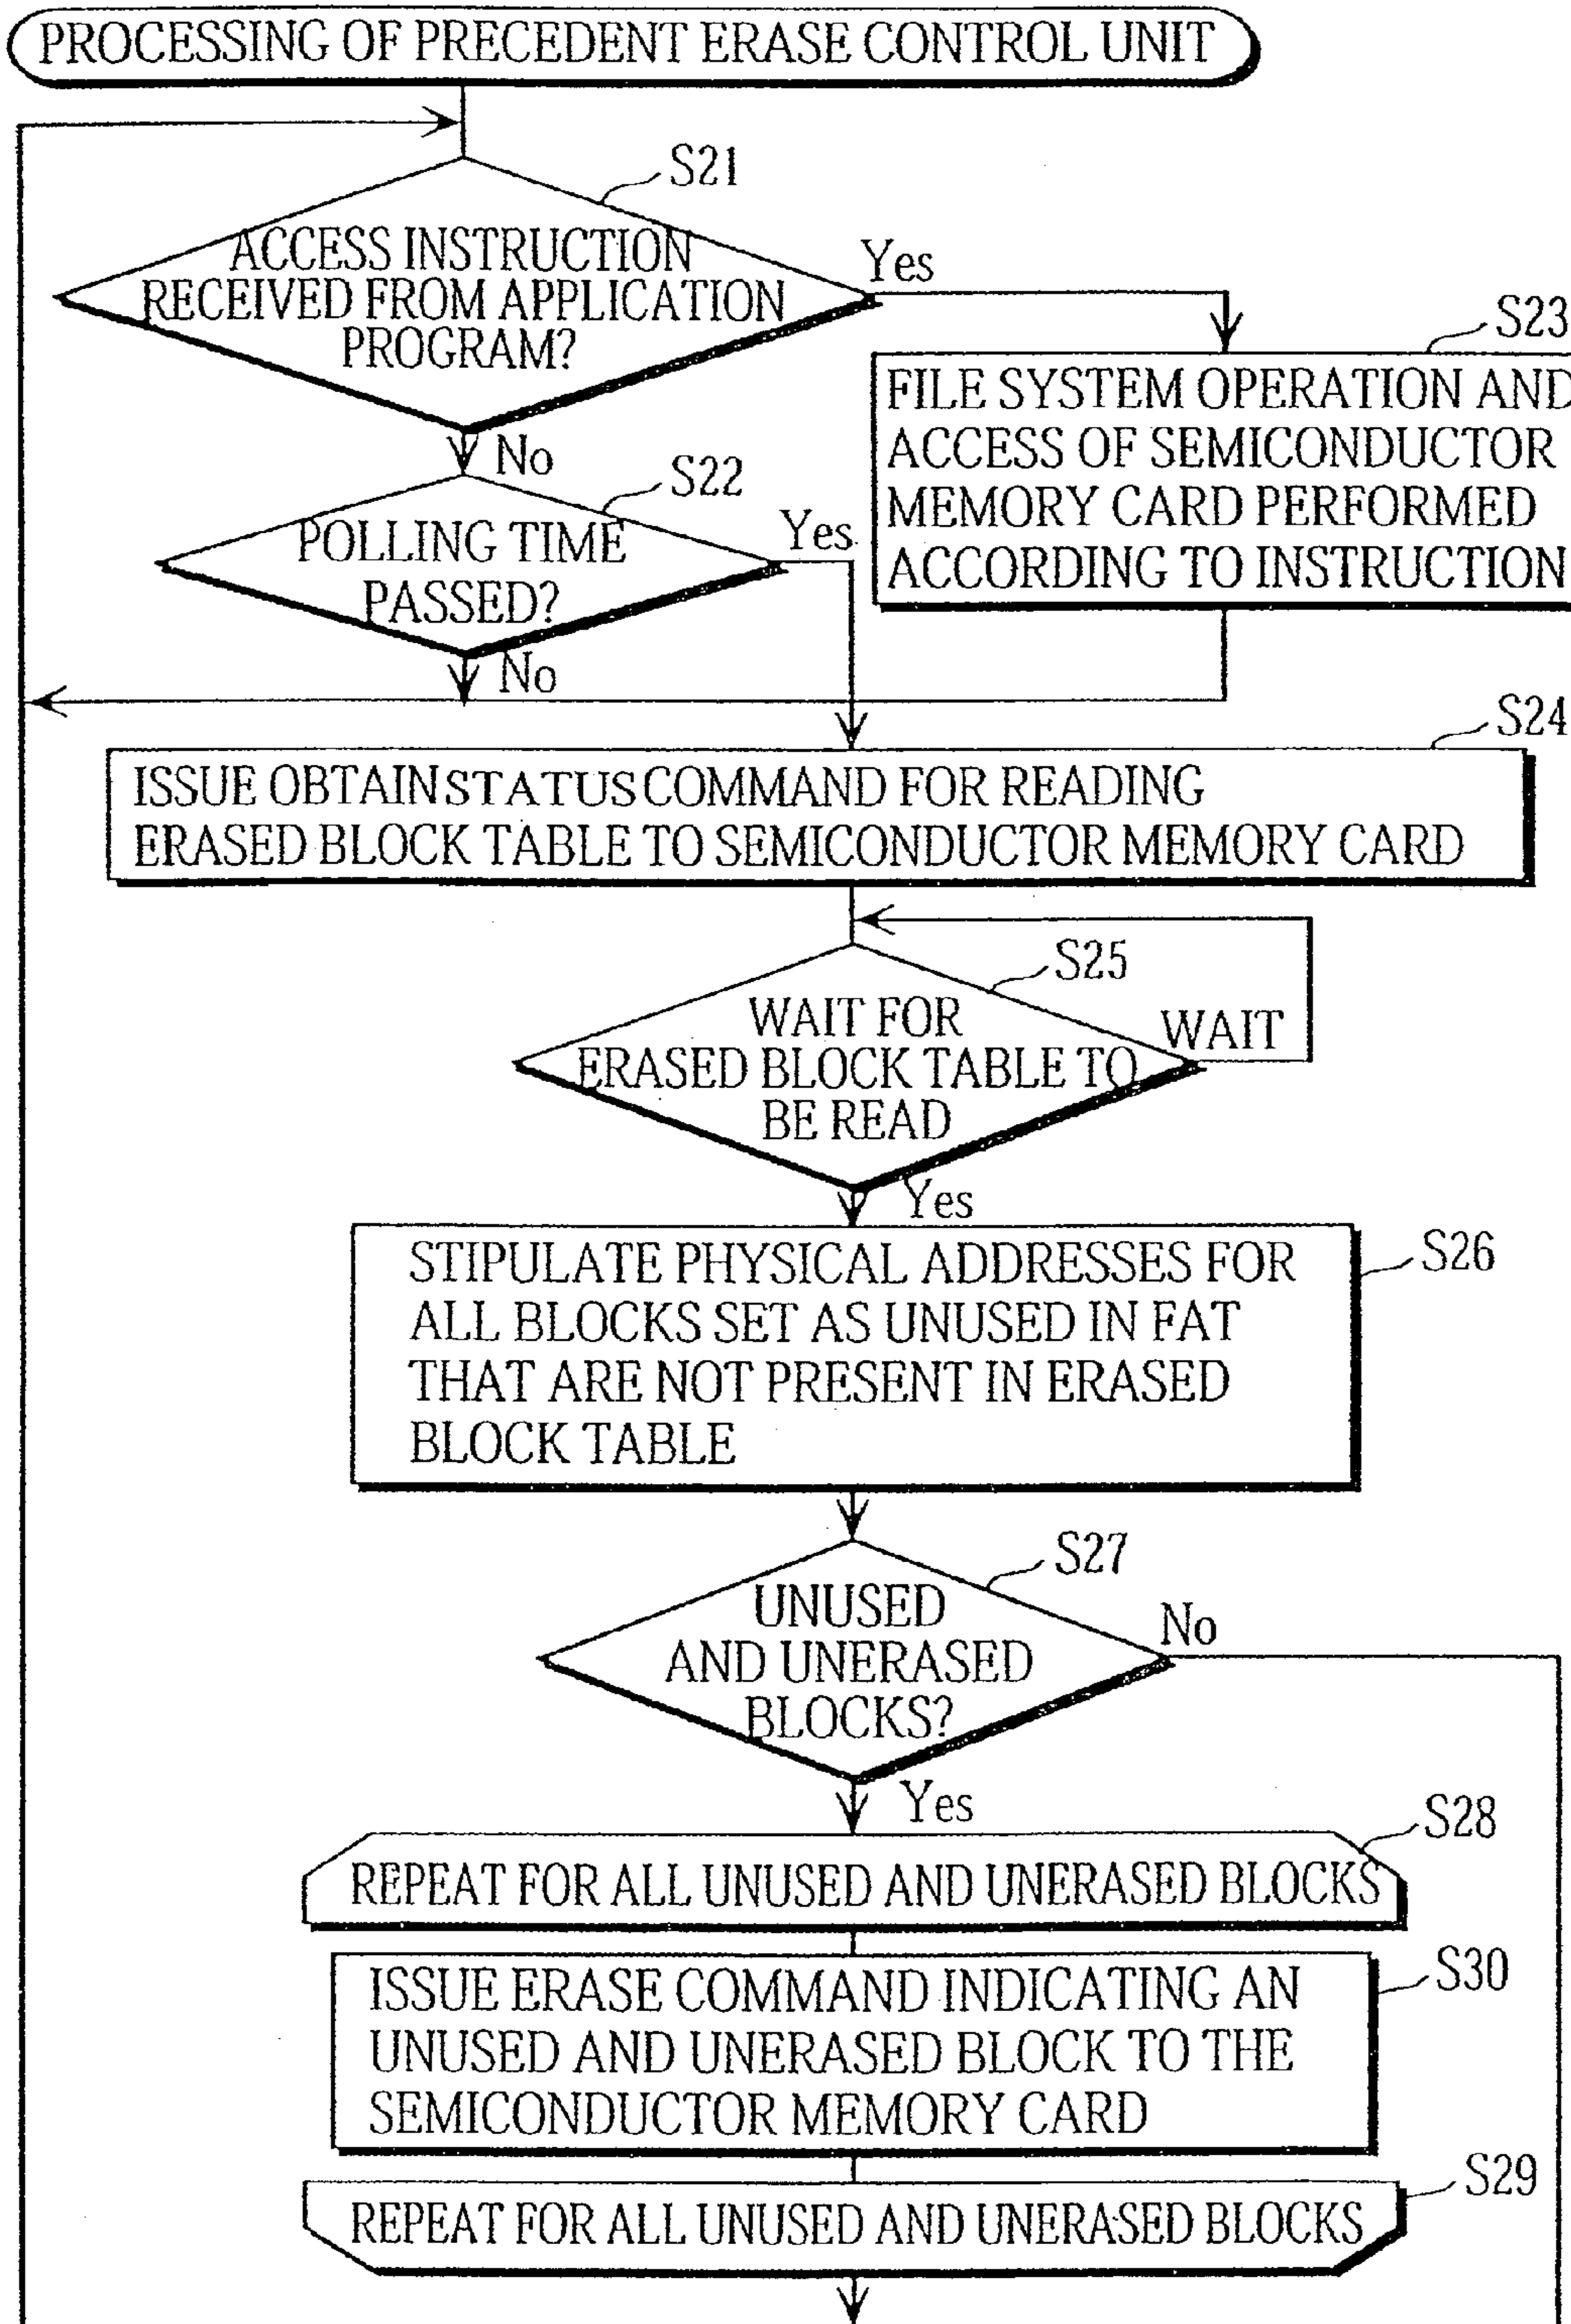 PROCESSING OF PRECEDENT ERASE CONTROL UNIT
S21
ACCESS INSTRUCTION
RECEIVED FROM APPLICATION
PROGRAM?
Yes
No
S23
FILE SYSTEM OPERATION AND
ACCESS OF SEMICONDUCTOR
MEMORY CARD PERFORMED
ACCORDING TO INSTRUCTION
S22
POLLING TIME
PASSED?
Yes
No
S24
ISSUE OBTAIN STATUS COMMAND FOR READING
ERASED BLOCK TABLE TO SEMICONDUCTOR MEMORY CARD
S25
WAIT FOR
ERASED BLOCK TABLE TO
BE READ
WAIT
Yes
S26
STIPULATE PHYSICAL ADDRESSES FOR
ALL BLOCKS SET AS UNUSED IN FAT
THAT ARE NOT PRESENT IN ERASED
BLOCK TABLE
S27
UNUSED
AND UNERASED
BLOCKS?
No
Yes
S28
REPEAT FOR ALL UNUSED AND UNERASED BLOCKS
S30
ISSUE ERASE COMMAND INDICATING AN
UNUSED AND UNERASED BLOCK TO THE
SEMICONDUCTOR MEMORY CARD
S29
REPEAT FOR ALL UNUSED AND UNERASED BLOCKS